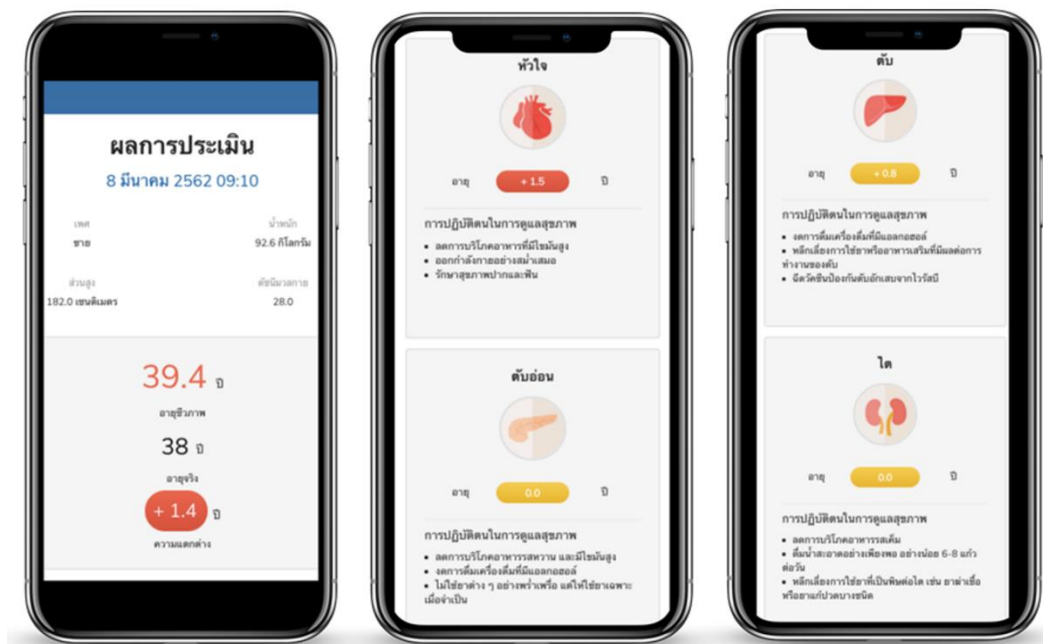 ผลการประเมิน
8 มีนาคม 2562 09:10
เพศ น้ำหนัก
ชาย 92.6 กิโลกรัม
ส่วนสูง ดัชนีมวลกาย
182.0 เซนติเมตร 28.0
39.4 ปี
อายุชีวภาพ
38 ปี
อายุจริง
+ 1.4 ปี
ความแตกต่าง
หัวใจ
อายุ +1.5 ปี
การปฏิบัติตนในการดูแลสุขภาพ
• ลดการบริโภคอาหารที่มีไขมันสูง
• ออกกำลังกายอย่างสม่ำเสมอ
• รักษาสุขภาพปากและฟัน
ตับอ่อน
อายุ 0.0 ปี
การปฏิบัติตนในการดูแลสุขภาพ
• ลดการบริโภคอาหารรสหวาน และมีไขมันสูง
• งดการดื่มเครื่องดื่มที่มีแอลกอฮอล์
• ไม่ใช้ยาต่าง ๆ อย่างพร่ำเพรื่อ แต่ให้ใช้ยาเฉพาะ
เมื่อจำเป็น
ตับ
อายุ +0.8 ปี
การปฏิบัติตนในการดูแลสุขภาพ
• งดการดื่มเครื่องดื่มที่มีแอลกอฮอล์
• หลีกเลี่ยงการใช้ยาหรืออาหารเสริมที่มีผลต่อการ
ทำงานของตับ
• ฉีดวัคซีนป้องกันตับอักเสบจากไวรัสบี
ไต
อายุ 0.0 ปี
การปฏิบัติตนในการดูแลสุขภาพ
• ลดการบริโภคอาหารรสเค็ม
• ดื่มน้ำสะอาดอย่างเพียงพอ อย่างน้อย 6-8 แก้ว
ต่อวัน
• หลีกเลี่ยงการใช้ยาที่เป็นพิษต่อไต เช่น ยาฆ่าเชื้อ
หรือยาแก้ปวดบางชนิด